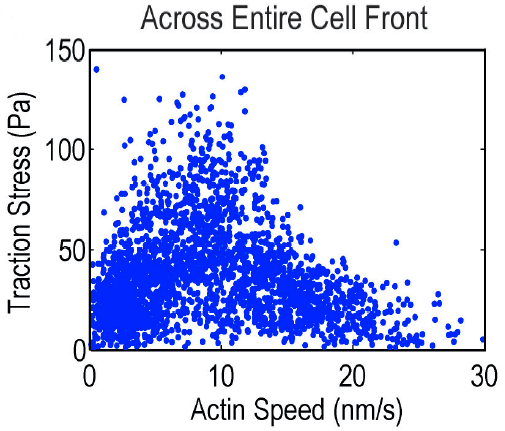 Across Entire Cell Front
150
100
50
0
Traction Stress (Pa)
0 10 20 30
Actin Speed (nm/s)